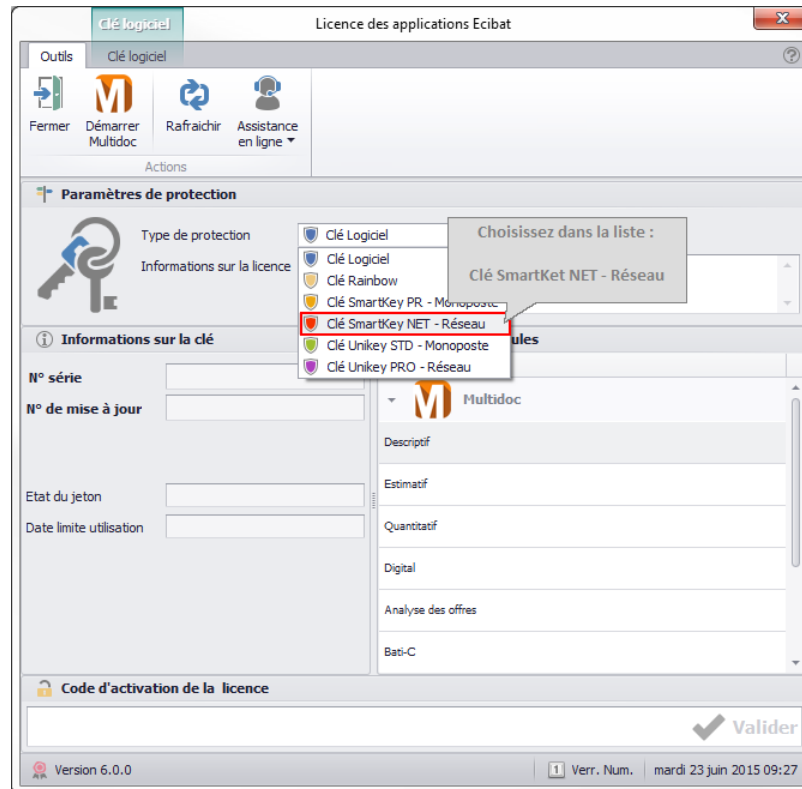 Clé logiciel
Licence des applications Ecibat
Outils
Clé logiciel
Fermer
Démarrer
Multidoc
Rafraichir
Assistance
en ligne
Actions
Paramètres de protection
Type de protection
Clé Logiciel
Informations sur la licence
Choisissez dans la liste :
Clé SmartKet NET - Réseau
Clé Logiciel
Clé Rainbow
Clé SmartKey PR - Monoposte
Clé SmartKey NET - Réseau
Clé Unikey STD - Monoposte
Clé Unikey PRO - Réseau
Informations sur la clé
N° série
N° de mise à jour
Etat du jeton
Date limite utilisation
Multidoc
Descriptif
Estimatif
Quantitatif
Digital
Analyse des offres
Bati-C
Code d'activation de la licence
Valider
Version 6.0.0
1 Verr. Num.
mardi 23 juin 2015 09:27